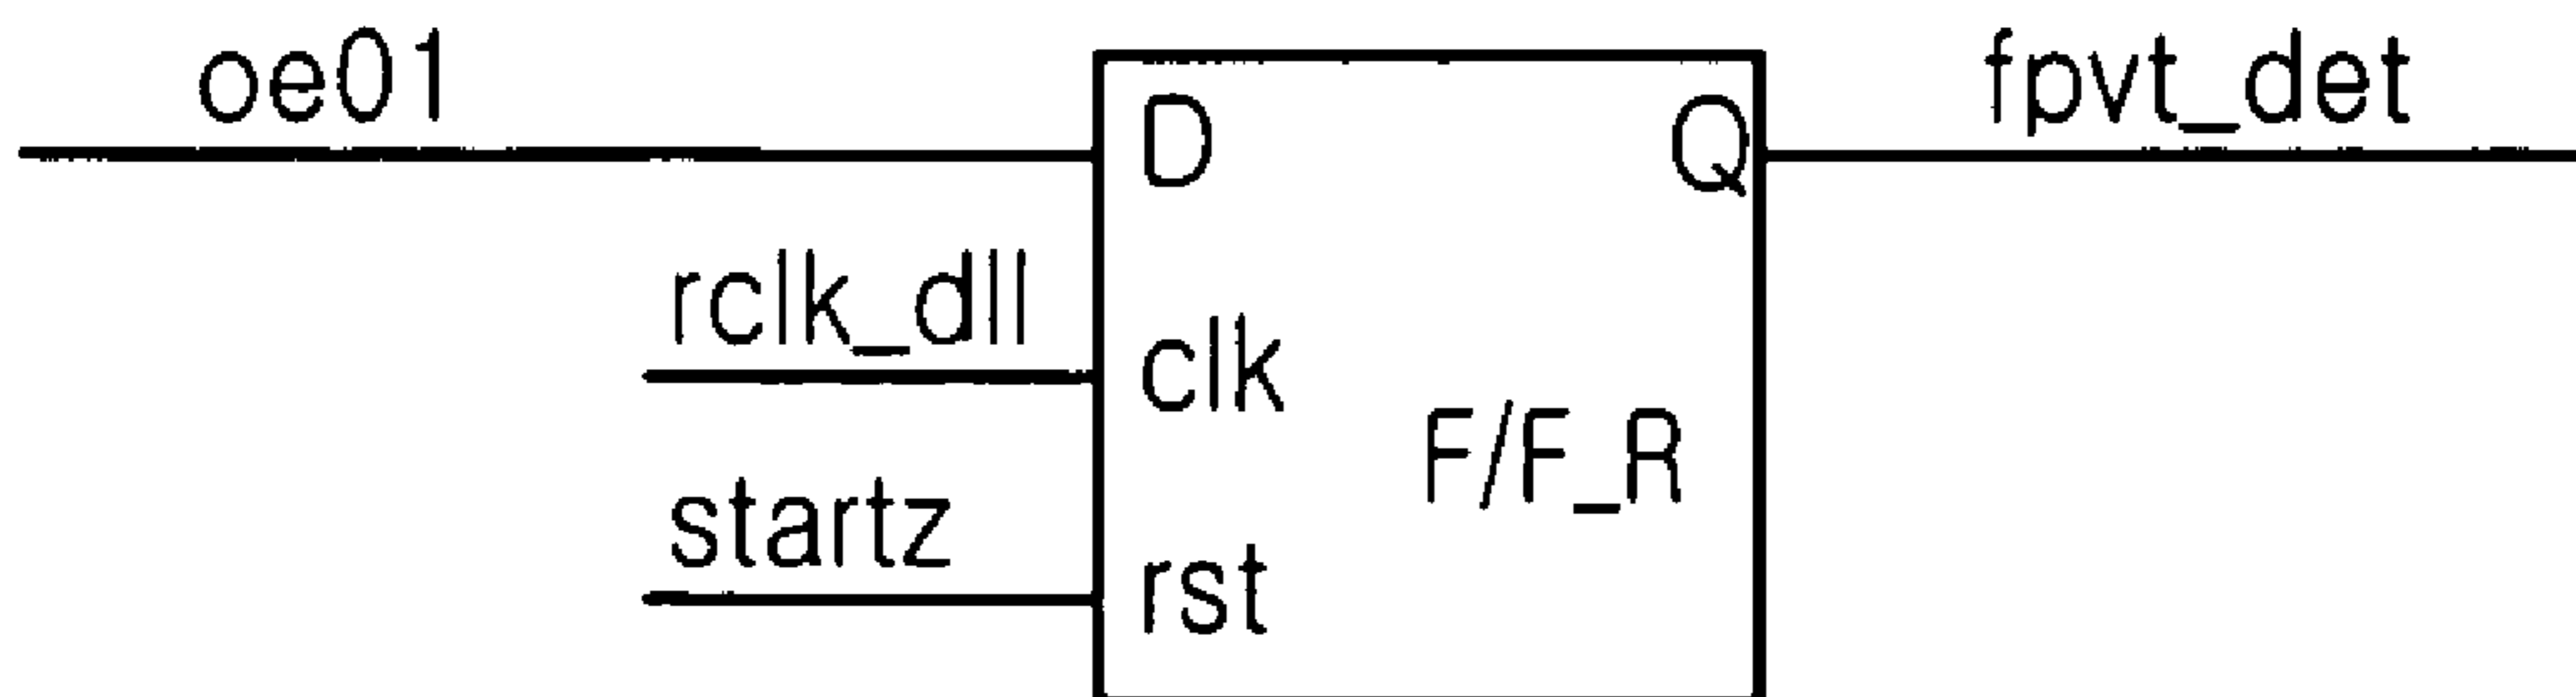 oe01
fpvt_det
D
Q
rclk_dll
clk
F/F_R
startz
rst